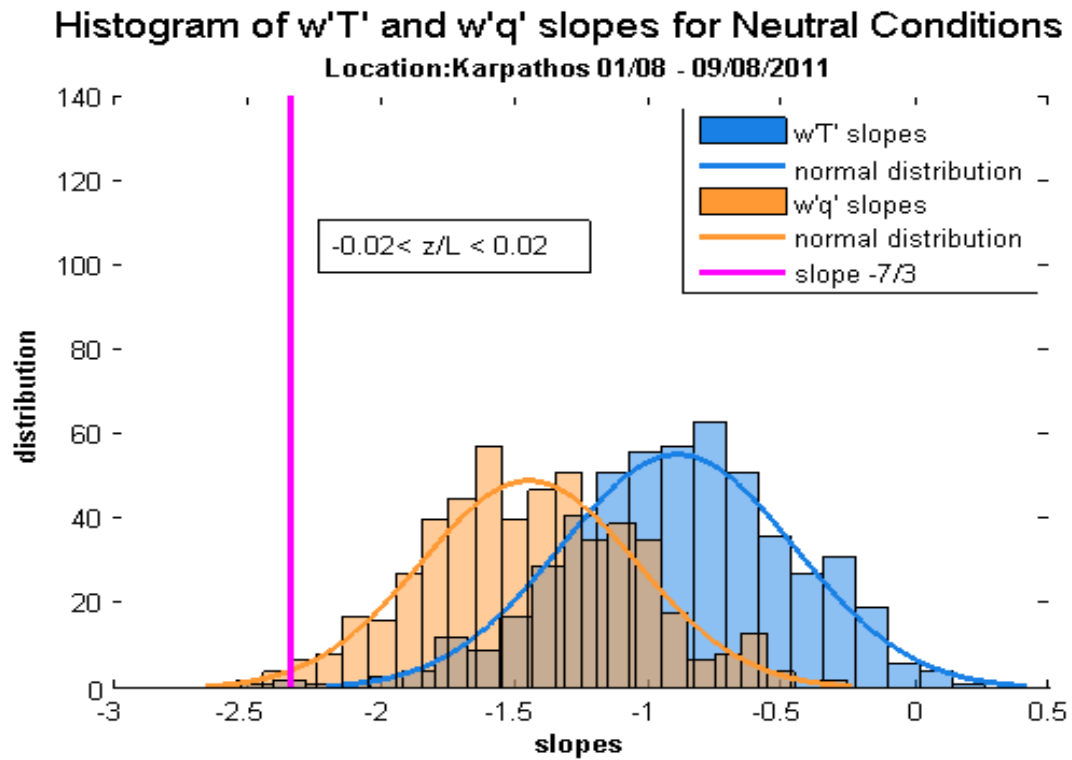 Histogram of w'T' and w'q' slopes for Neutral Conditions
Location:Karpathos 01/08 - 09/08/2011
140
120
100
80
60
40
20
0
distribution
-0.02< z/L < 0.02
w'T' slopes
normal distribution
w'q' slopes
normal distribution
slope -7/3
-3 -2.5 -2 -1.5 -1 -0.5 0 0.5
slopes